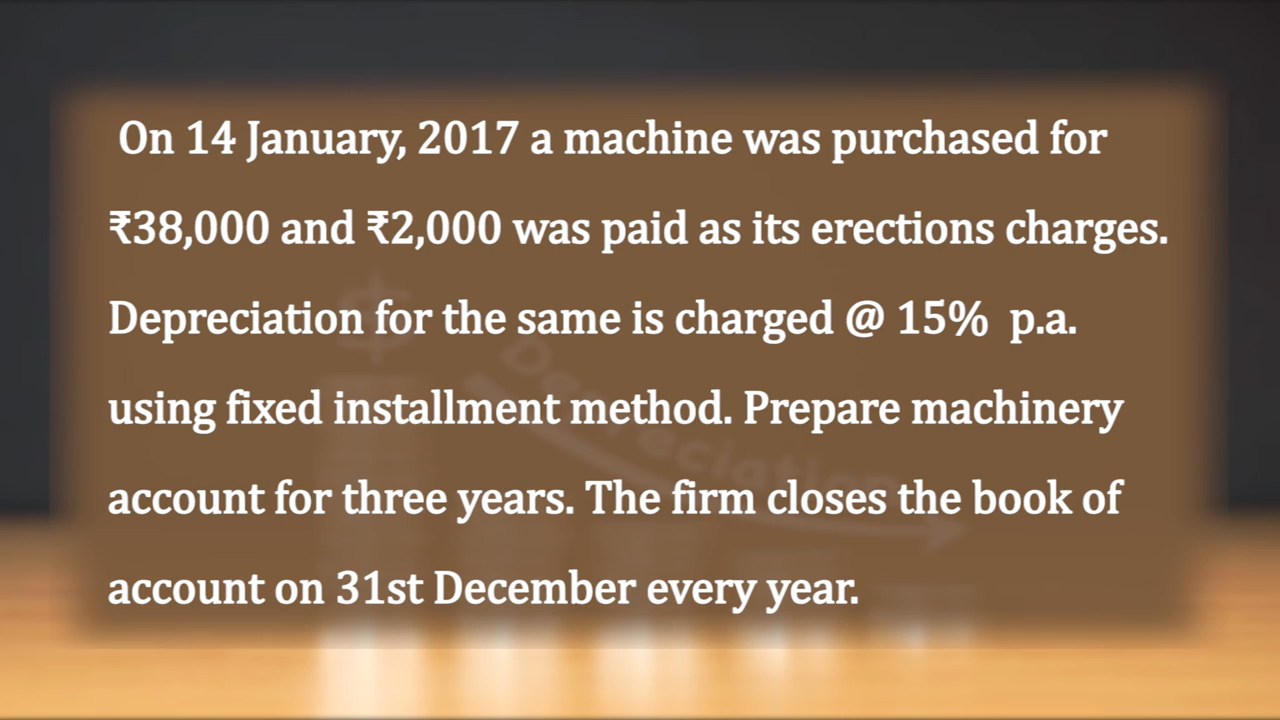 On 14 January, 2017 a machine was purchased for
₹38,000 and ₹2,000 was paid as its erections charges.
Depreciation for the same is charged @ 15% p.a.
using fixed installment method. Prepare machinery
account for three years. The firm closes the book of
account on 31st December every year.
$
Depreciation